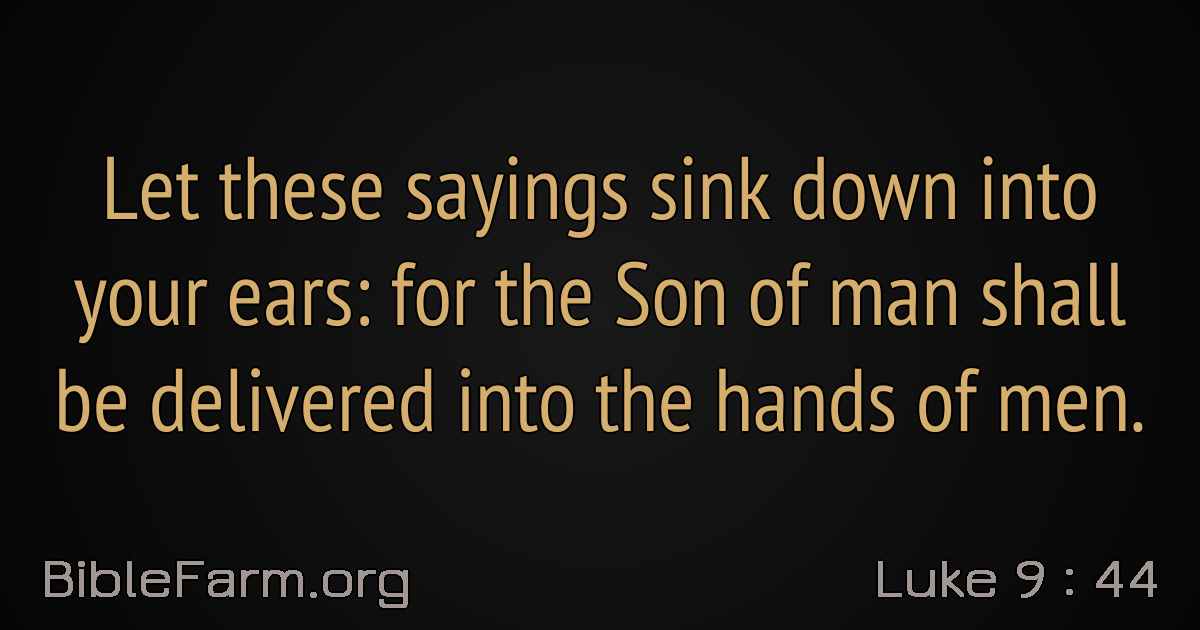 Let these sayings sink down into
your ears: for the Son of man shall
be delivered into the hands of men.
BibleFarm.org
Luke 9 : 44